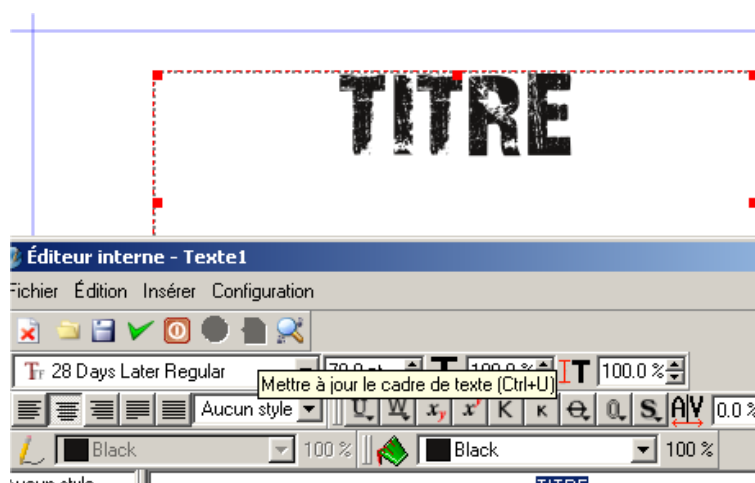 TITRE
Éditeur interne - Texte1
Fichier Édition Insérer Configuration
28 Days Later Regular
100.0 %
Mettre à jour le cadre de texte (Ctrl+U)
Aucun style
0.0 %
Black 100 % Black 100 %
TITRE